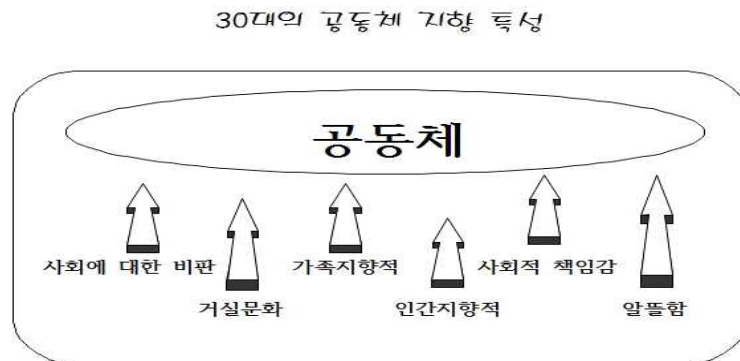 30대의 공동체 지향 특성
공동체
사회에 대한 비판
가족지향적
사회적 책임감
거실문화
인간지향적
알뜰함